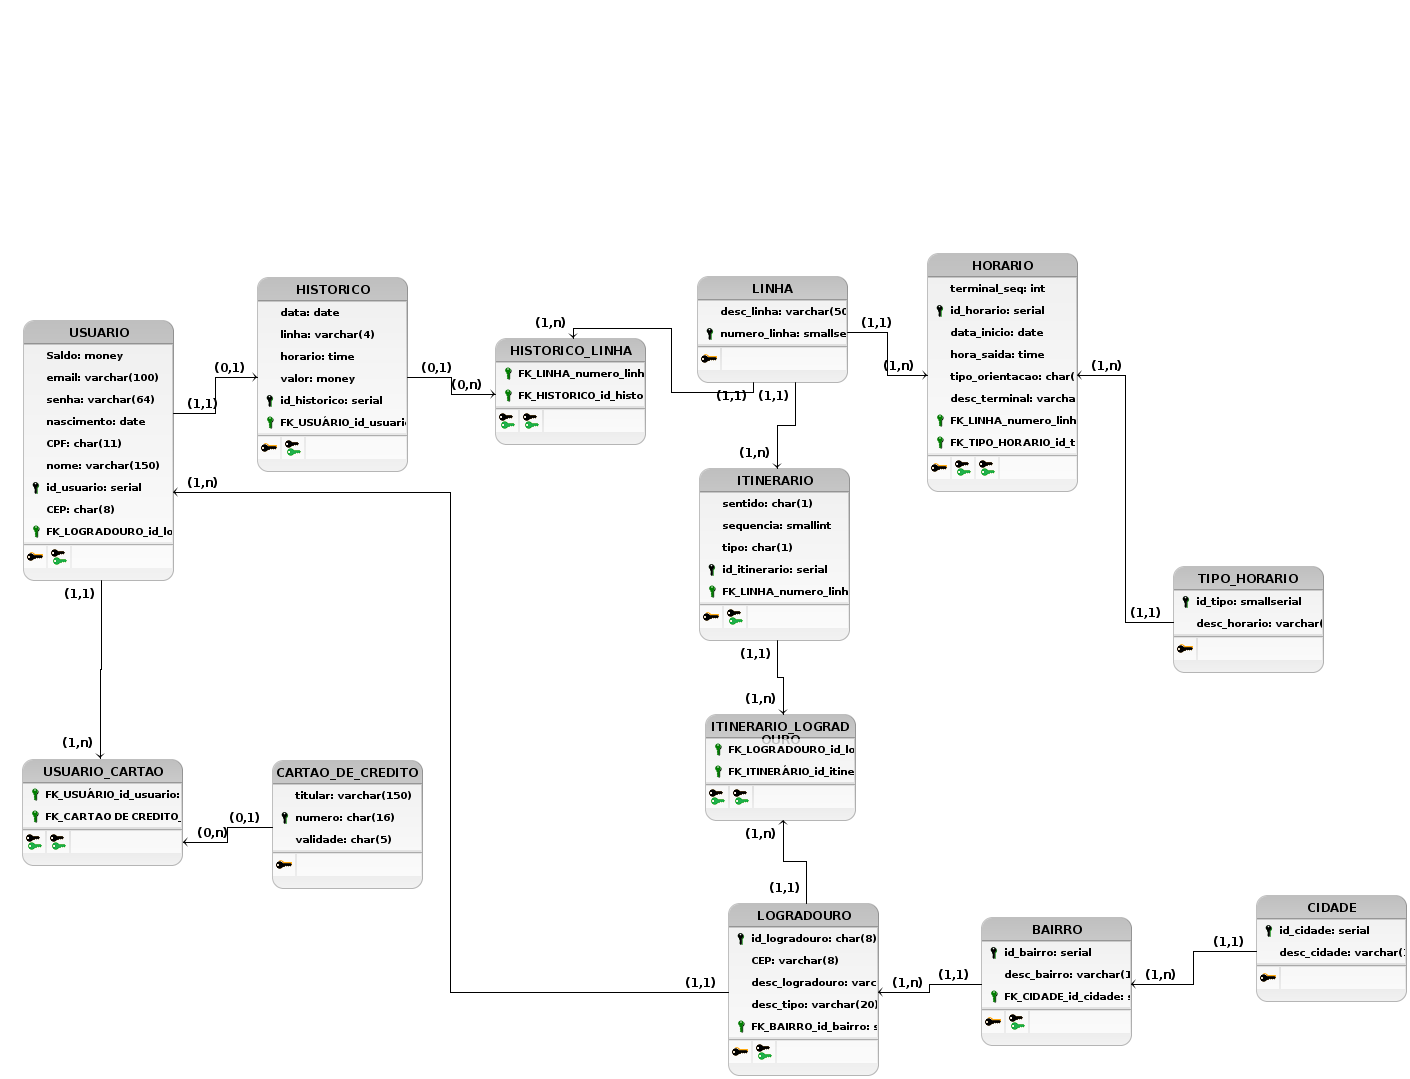 HORARIO
terminal_seq: int
id_horario: serial
data_inicio: date
hora_saida: time
tipo_orientacao: char(
desc_terminal: varcha
FK_LINHA_numero_linh
FK_TIPO_HORARIO_id_t
HISTORICO
data: date
linha: varchar(4)
horario: time
valor: money
id_historico: serial
FK_USUÁRIO_id_usuari
LINHA
desc_linha: varchar(50
numero_linha: smallse
USUARIO
Saldo: money
email: varchar(100)
senha: varchar(64)
nascimento: date
CPF: char(11)
nome: varchar(150)
id_usuario: serial
CEP: char(8)
FK_LOGRADOURO_id_lo
HISTORICO_LINHA
FK_LINHA_numero_linh
FK_HISTORICO_id_histo
(1,n)
(1,1)
(0,1)
(0,1)
(1,n)
(1,n)
(0,n)
(1,1)
(1,1)
(1,1)
(1,n)
(1,n)
ITINERARIO
sentido: char(1)
sequencia: smallint
tipo: char(1)
id_itinerario: serial
FK_LINHA_numero_linh
TIPO_HORARIO
id_tipo: smallserial
desc_horario: varchar(
(1,1)
(1,1)
(1,1)
(1,n)
(1,n)
ITINERARIO_LOGRAD
OURO
FK_LOGRADOURO_id_lo
FK_ITINERÁRIO_id_itine
USUARIO_CARTAO
FK_USUÁRIO_id_usuario:
FK_CARTAO DE CREDITO_
CARTAO_DE_CREDITO
titular: varchar(150)
numero: char(16)
validade: char(5)
(0,1)
(0,n)
(1,n)
(1,1)
LOGRADOURO
id_logradouro: char(8)
CEP: varchar(8)
desc_logradouro: varc
desc_tipo: varchar(20)
FK_BAIRRO_id_bairro: s
BAIRRO
id_bairro: serial
desc_bairro: varchar(1
FK_CIDADE_id_cidade: s
CIDADE
id_cidade: serial
desc_cidade: varchar(1
(1,1)
(1,1)
(1,n)
(1,1)
(1,n)